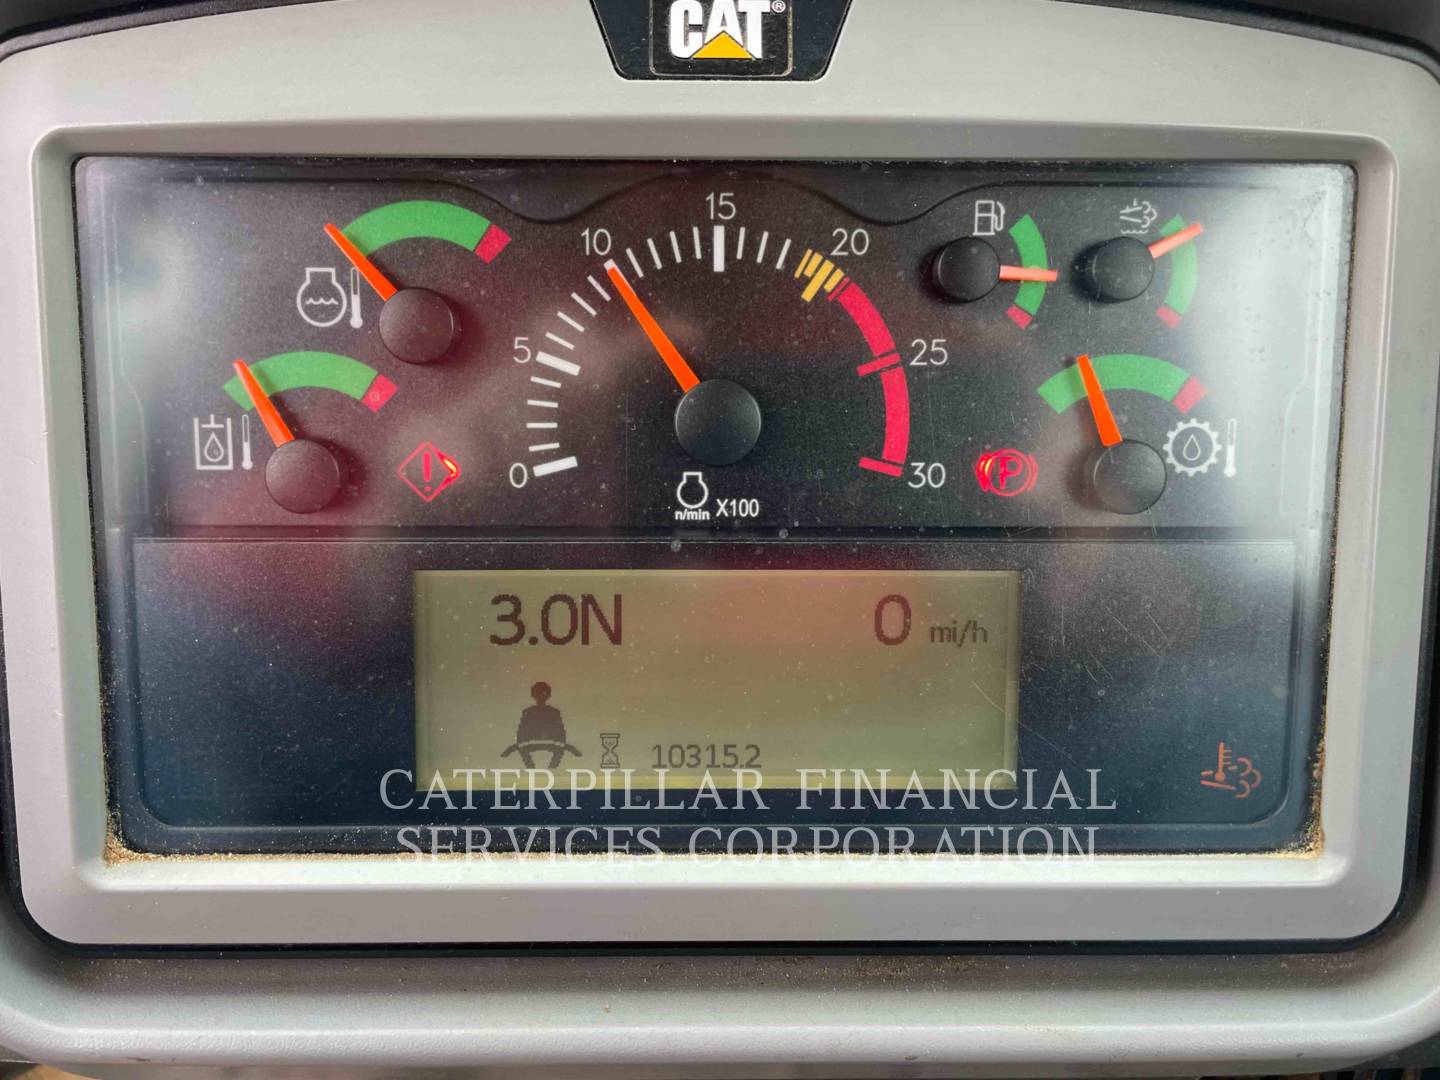 CAT®
15
10
20
5
25
0
30
P
n/min X100
3.0N 0 mi/h
10315.2
CATERPILLAR FINANCIAL
SERVICES CORPORATION